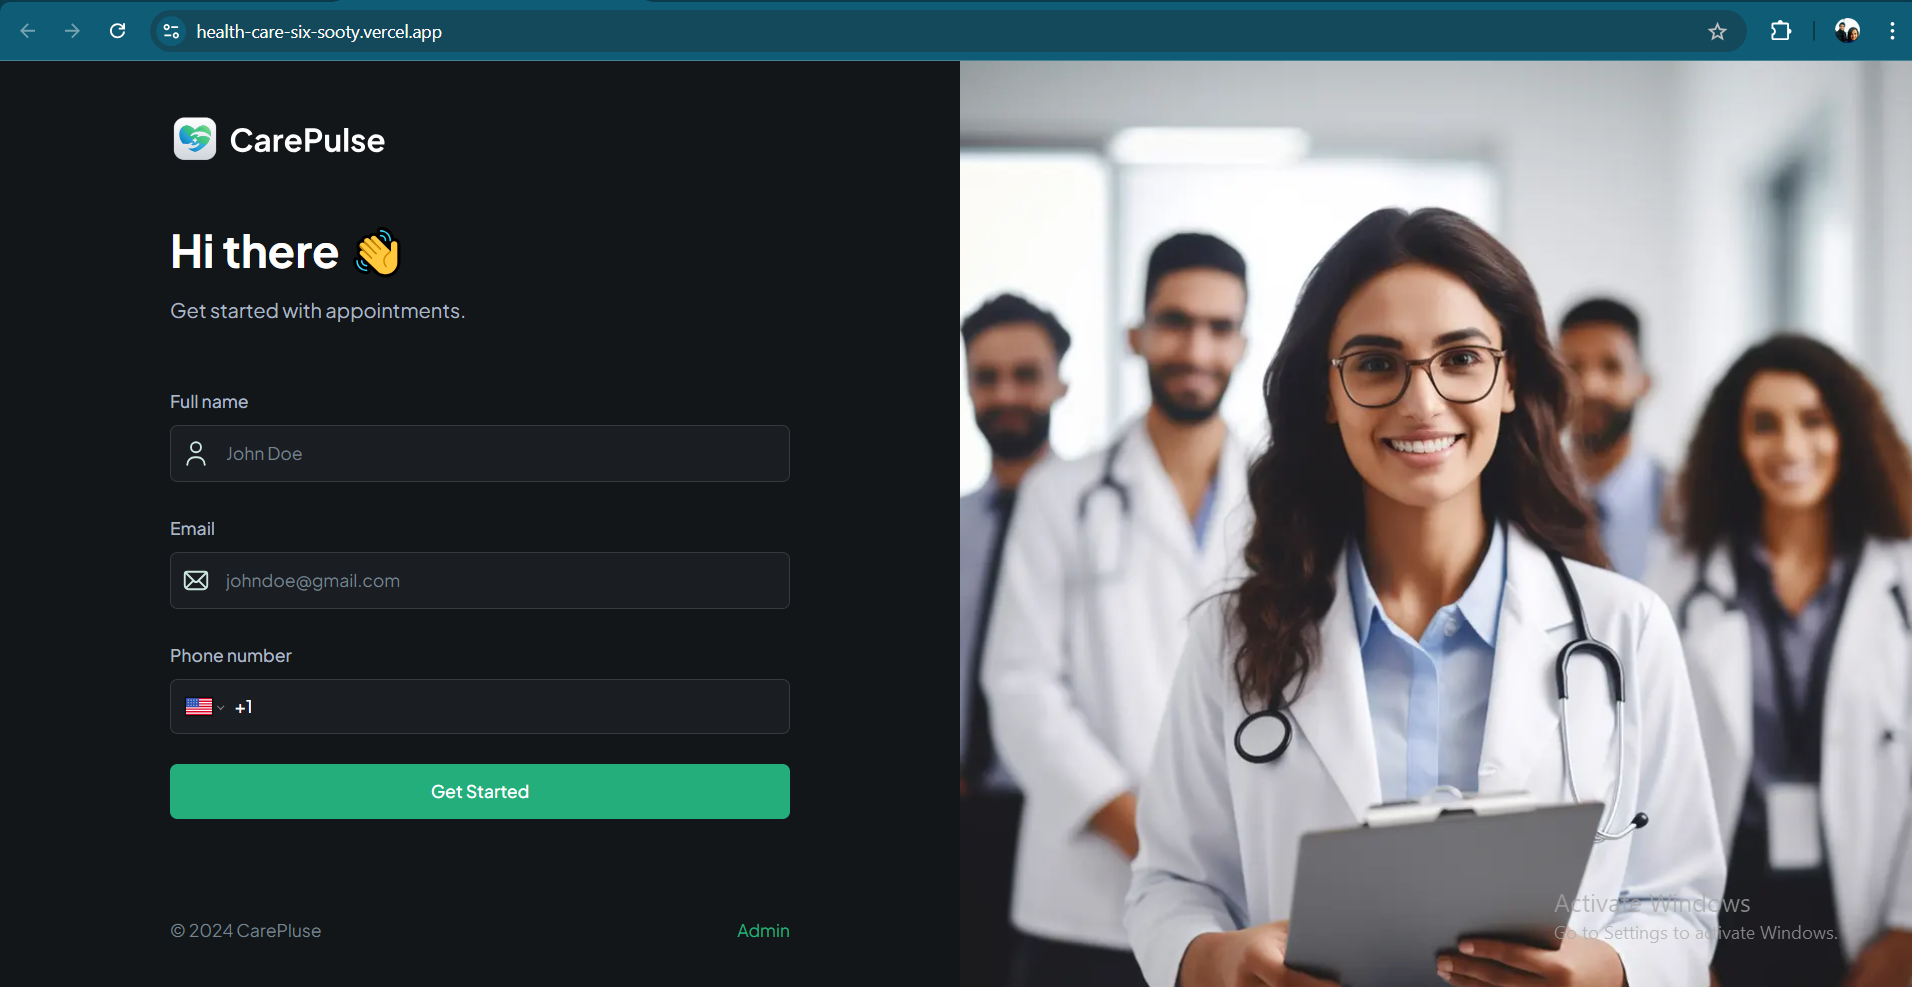 health-care-six-sooty.vercel.app
CarePulse
Hi there 👋
Get started with appointments.
Full name
John Doe
Email
johndoe@gmail.com
Phone number
+1
Get Started
© 2024 CarePluse
Admin
Activate Windows
Go to Settings to activate Windows.